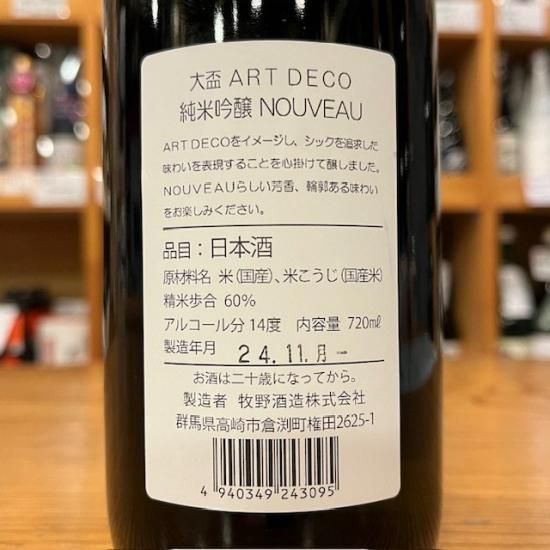 大盃 ART DECO
純米吟醸 NOUVEAU
ART DECOをイメージし、シックを追求した
味わいを表現することを心掛けて醸しました。
NOUVEAUらしい芳香、輪郭ある味わい
をお楽しみください。
品目：日本酒
原材料名 米（国産）、米こうじ（国産米）
精米歩合 60%
アルコール分 14度 内容量 720ml
製造年月 24.11.月
お酒は二十歳になってから。
製造者 牧野酒造株式会社
群馬県高崎市倉渕町権田2625-1
4 940349 243095